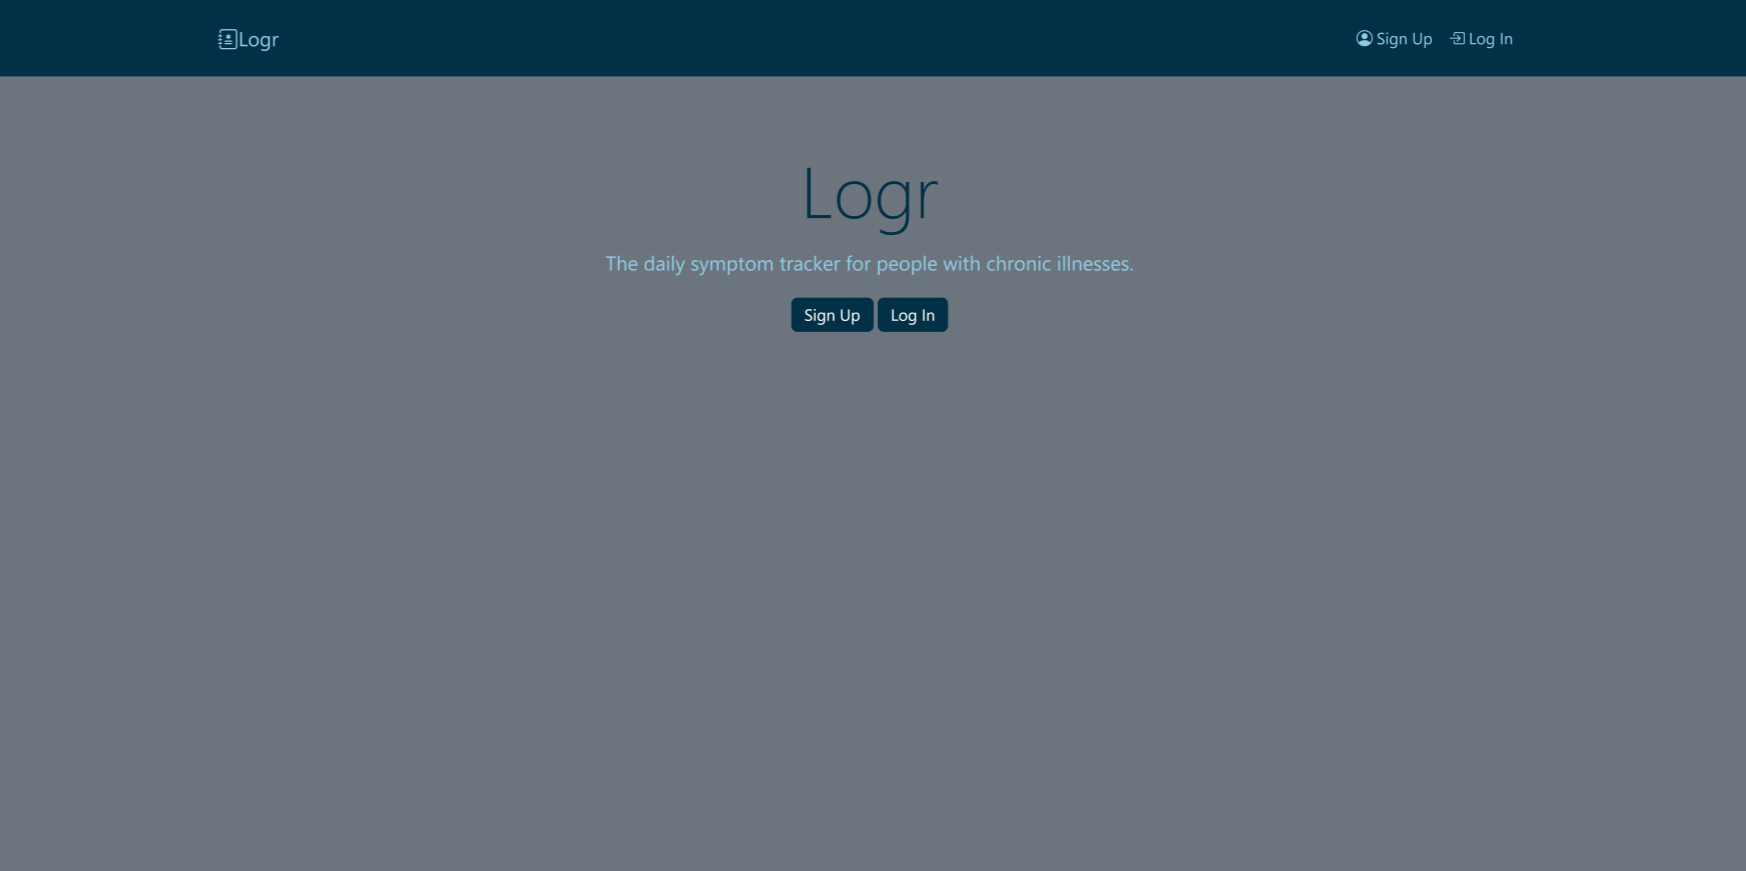 Logr
Sign Up
Log In
Logr
The daily symptom tracker for people with chronic illnesses.
Sign Up
Log In